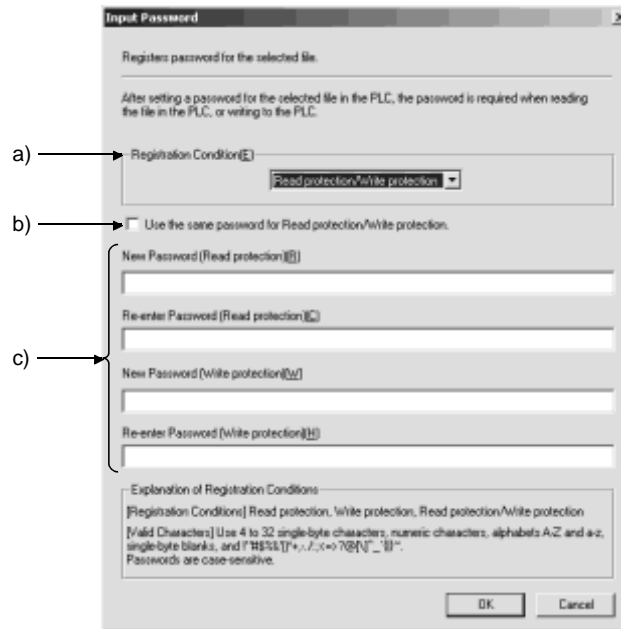 Input Password
Registers password for the selected file.
After setting a password for the selected file in the PLC, the password is required when reading
the file in the PLC, or writing to the PLC.
a)
Registration Condition(E)
Read protection/Write protection
b)
Use the same password for Read protection/Write protection.
c)
New Password (Read protection)(R)
Re-enter Password (Read protection)(C)
New Password (Write protection)(W)
Re-enter Password (Write protection)(H)
Explanation of Registration Conditions
[Registration Conditions] Read protection, Write protection, Read protection/Write protection
[Valid Characters] Use 4 to 32 single-byte characters, numeric characters, alphabets A-Z and a-z,
single-byte blanks, and
Passwords are case-sensitive.
OK
Cancel